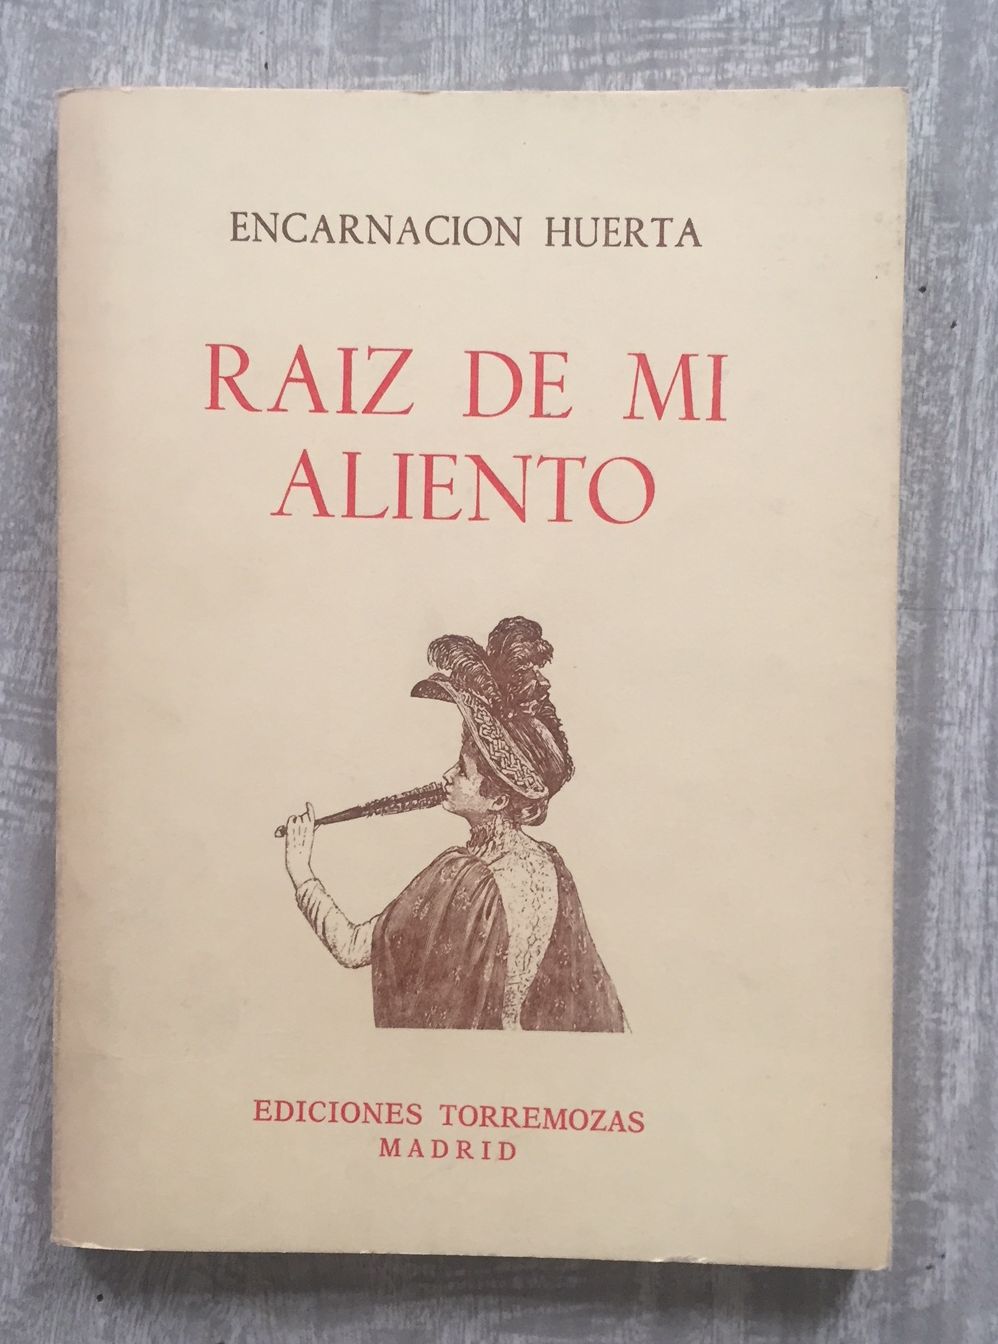 ENCARNACION HUERTA
RAIZ DE MI
ALIENTO
EDICIONES TORREMOZAS
MADRID